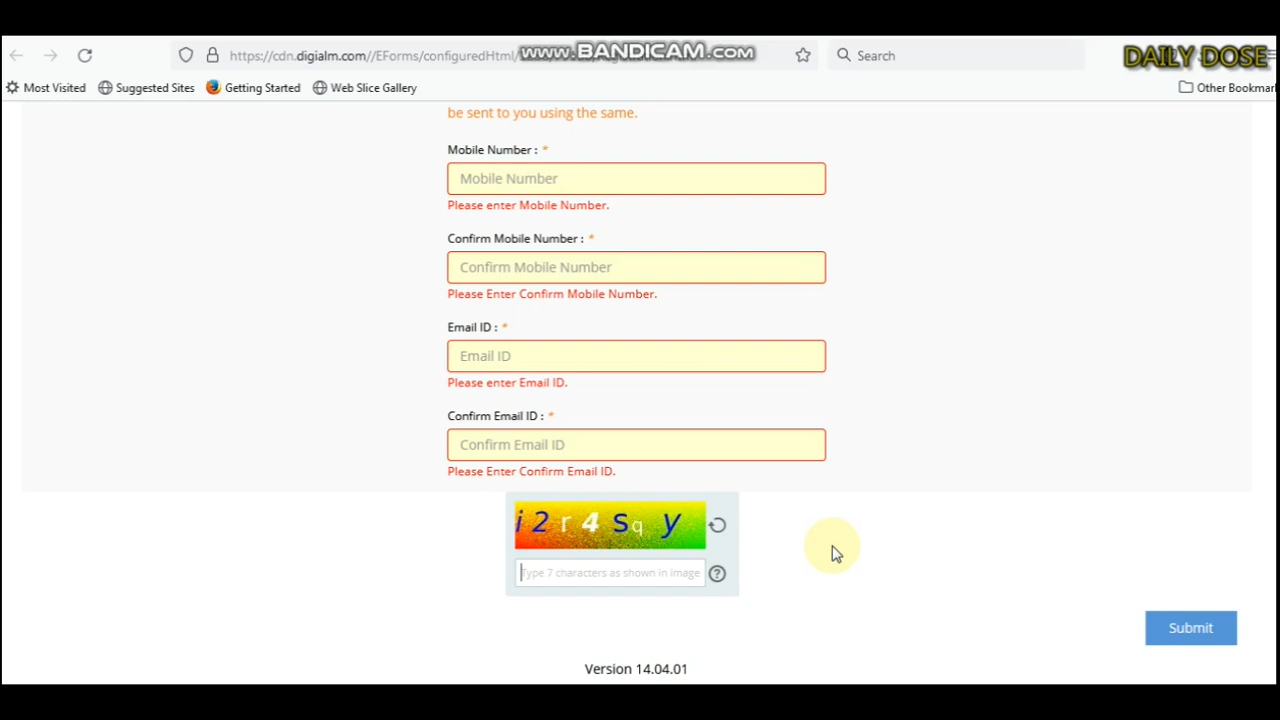 https://cdn.digialm.com//EForms/configuredHtml/
www.BANDICAM.com
Search
DAILY DOSE
Most Visited
Suggested Sites
Getting Started
Web Slice Gallery
Other Bookmar
be sent to you using the same.
Mobile Number : *
Mobile Number
Please enter Mobile Number.
Confirm Mobile Number : *
Confirm Mobile Number
Please Enter Confirm Mobile Number.
Email ID : *
Email ID
Please enter Email ID.
Confirm Email ID : *
Confirm Email ID
Please Enter Confirm Email ID.
i2r4sqy
Type 7 characters as shown in image
Submit
Version 14.04.01